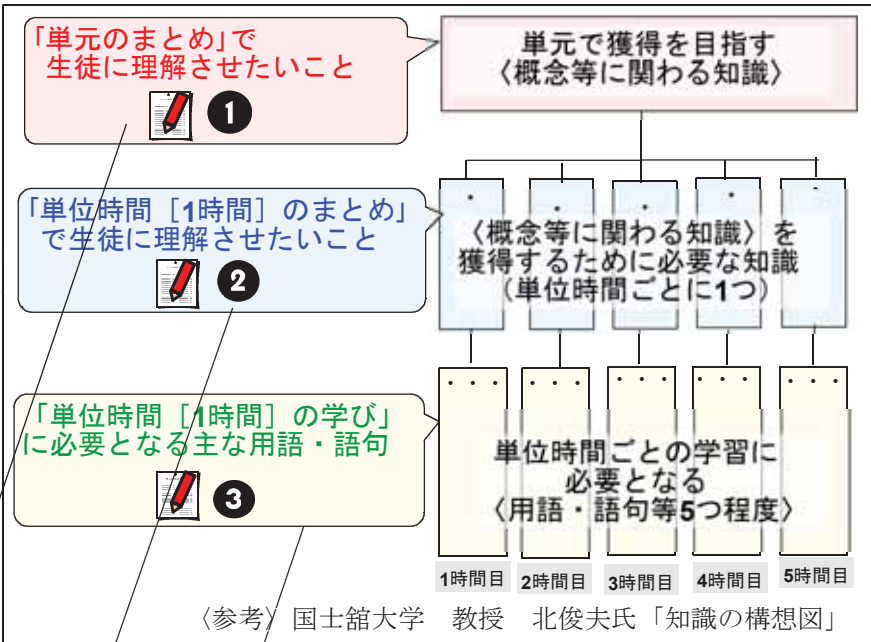 「単元のまとめ」で
生徒に理解させたいこと
1
単元で獲得を目指す
〈概念等に関わる知識〉
「単位時間［1時間］のまとめ」
で生徒に理解させたいこと
2
〈概念等に関わる知識〉を
獲得するために必要な知識
（単位時間ごとに1つ）
「単位時間［1時間］の学び」
に必要となる主な用語・語句
3
単位時間ごとの学習に
必要となる
〈用語・語句等5つ程度〉
1時間目 2時間目 3時間目 4時間目 5時間目
〈参考〉国士舘大学　教授　北俊夫氏「知識の構想図」